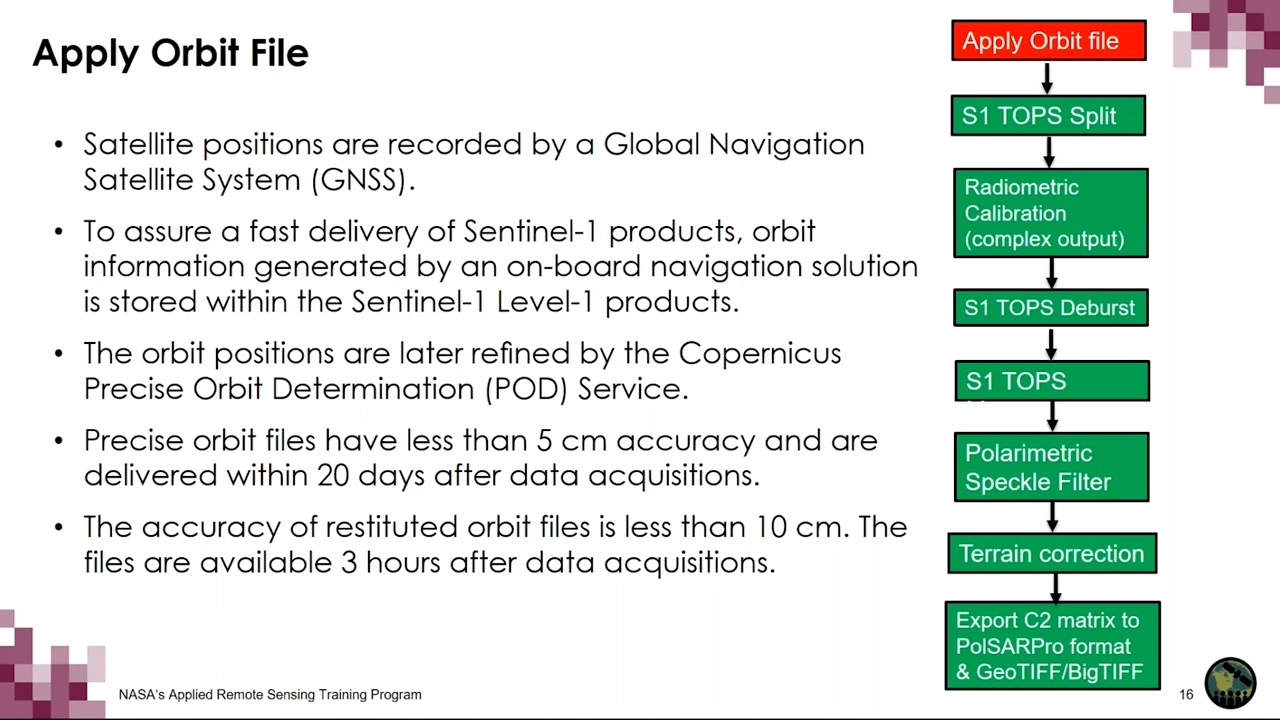 Apply Orbit File
• Satellite positions are recorded by a Global Navigation
Satellite System (GNSS).
• To assure a fast delivery of Sentinel-1 products, orbit
information generated by an on-board navigation solution
is stored within the Sentinel-1 Level-1 products.
• The orbit positions are later refined by the Copernicus
Precise Orbit Determination (POD) Service.
• Precise orbit files have less than 5 cm accuracy and are
delivered within 20 days after data acquisitions.
• The accuracy of restituted orbit files is less than 10 cm. The
files are available 3 hours after data acquisitions.
Apply Orbit file
S1 TOPS Split
Radiometric
Calibration
(complex output)
S1 TOPS Deburst
S1 TOPS
Polarimetric
Speckle Filter
Terrain correction
Export C2 matrix to
PolSARPro format
& GeoTIFF/BigTIFF
NASA's Applied Remote Sensing Training Program
16